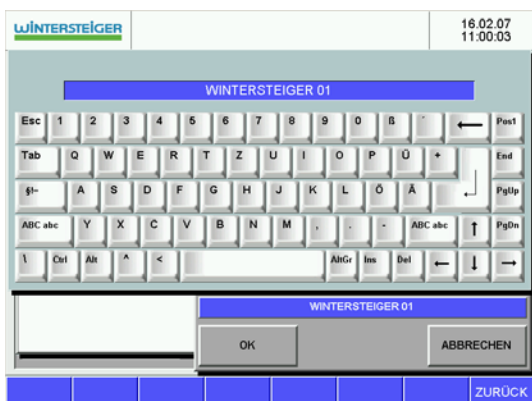 WINTERSTEIGER
16.02.07
11:00:03
WINTERSTEIGER 01
Esc 1 2 3 4 5 6 7 8 9 0 ß ´ ← Pos1
Tab Q W E R T Z U I O P Ü + End
§!- A S D F G H J K L Ö Ä ↵ PgUp
ABC abc Y X C V B N M , . - ABC abc ↑ PgDn
\ Ctrl Alt ^ < AltGr Ins Del ← ↓ →
WINTERSTEIGER 01
OK ABBRECHEN
ZURÜCK